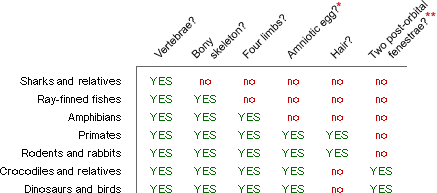 Vertebrae?
Bony
skeleton?
Four limbs?
Amniotic egg?*
Hair?
Two post-orbital
fenestrae?**
Sharks and relatives YES no no no no no
Ray-finned fishes YES YES no no no no
Amphibians YES YES YES no no no
Primates YES YES YES YES YES no
Rodents and rabbits YES YES YES YES YES no
Crocodiles and relatives YES YES YES YES no YES
Dinosaurs and birds YES YES YES YES no YES